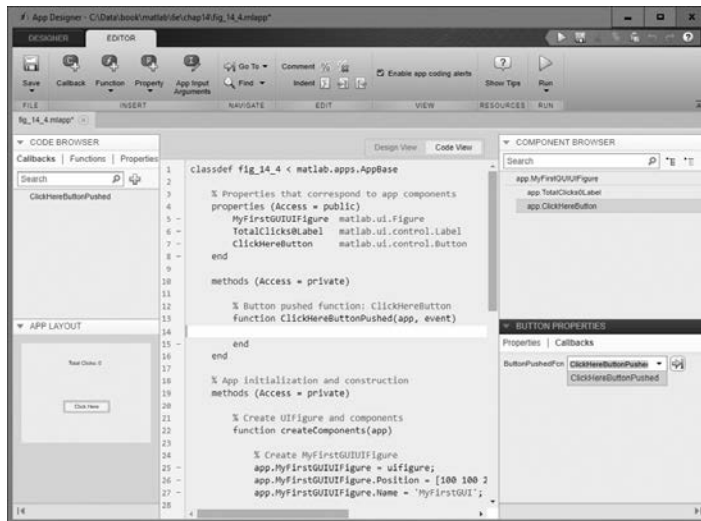 App Designer - C:\Data\book\matlab\6e\chap14\fig_14_4.mlapp*
DESIGNER EDITOR
Save Callback Function Property App Input Arguments Go To Find Comment Indent Enable app coding alerts Show Tips Run
FILE INSERT NAVIGATE EDIT VIEW RESOURCES RUN
fig_14_4.mlapp*
CODE BROWSER
Callbacks | Functions | Properties
Search
ClickHereButtonPushed
APP LAYOUT
Total Clicks: 0
Click Here
Design View Code View
1 classdef fig_14_4 < matlab.apps.AppBase
2
3 % Properties that correspond to app components
4 properties (Access = public)
5 - MyFirstGUIUIFigure matlab.ui.Figure
6 - TotalClicks0Label matlab.ui.control.Label
7 - ClickHereButton matlab.ui.control.Button
8 - end
9
10 methods (Access = private)
11
12 % Button pushed function: ClickHereButton
13 function ClickHereButtonPushed(app, event)
14
15 - end
16 end
17
18 % App initialization and construction
19 methods (Access = private)
20
21 % Create UIFigure and components
22 function createComponents(app)
23
24 % Create MyFirstGUIUIFigure
25 - app.MyFirstGUIUIFigure = uifigure;
26 - app.MyFirstGUIUIFigure.Position = [100 100 2
27 - app.MyFirstGUIUIFigure.Name = 'MyFirstGUI';
28
COMPONENT BROWSER
Search
app.MyFirstGUIUIFigure
app.TotalClicks0Label
app.ClickHereButton
BUTTON PROPERTIES
Properties | Callbacks
ButtonPushedFcn ClickHereButtonPushe
ClickHereButtonPushed